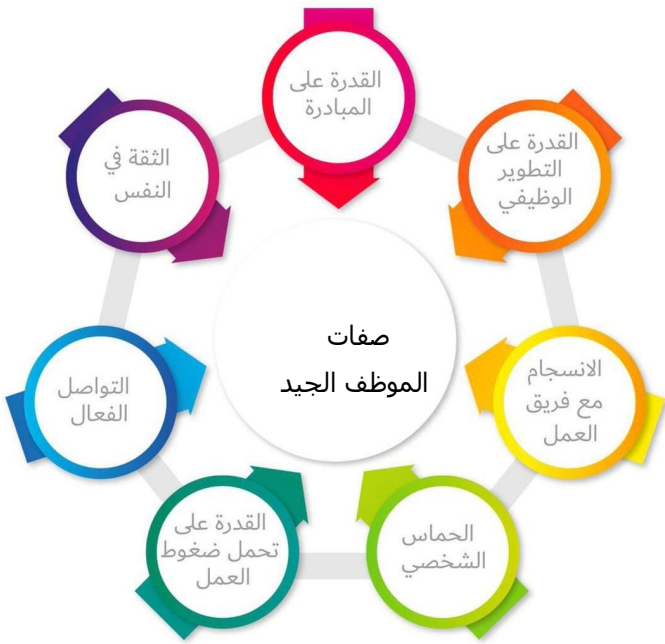 القدرة على
المبادرة
القدرة على
التطوير
الوظيفي
الانسجام
مع فريق
العمل
الحماس
الشخصي
القدرة على
تحمل ضغوط
العمل
التواصل
الفعال
الثقة في
النفس
صفات
الموظف الجيد